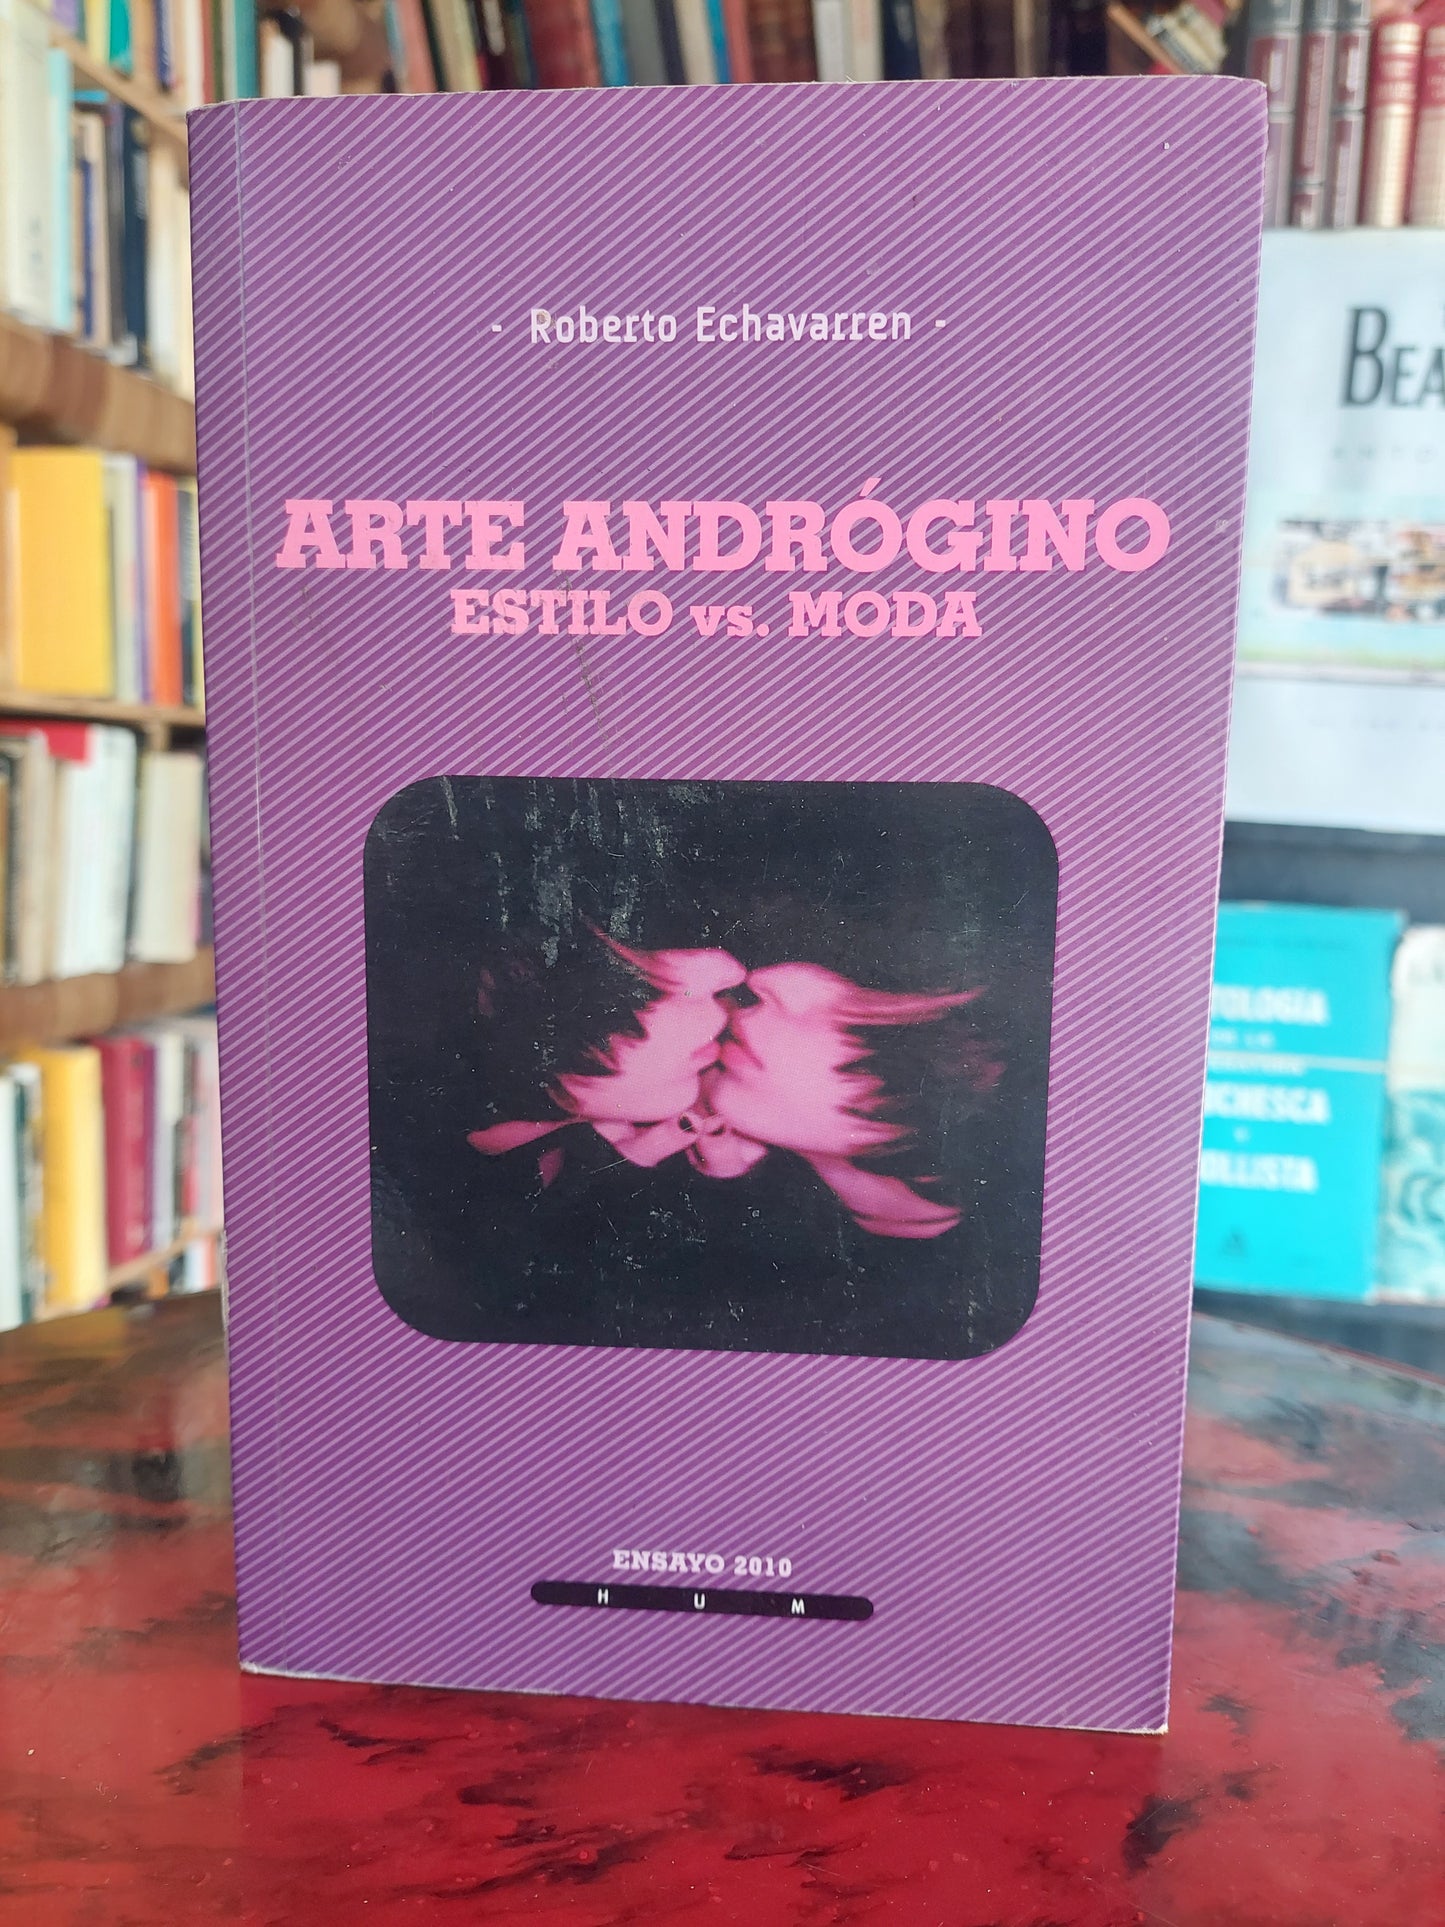 - Roberto Echavarren -
ARTE ANDRÓGINO
ESTILO vs. MODA
ENSAYO 2010
H U M